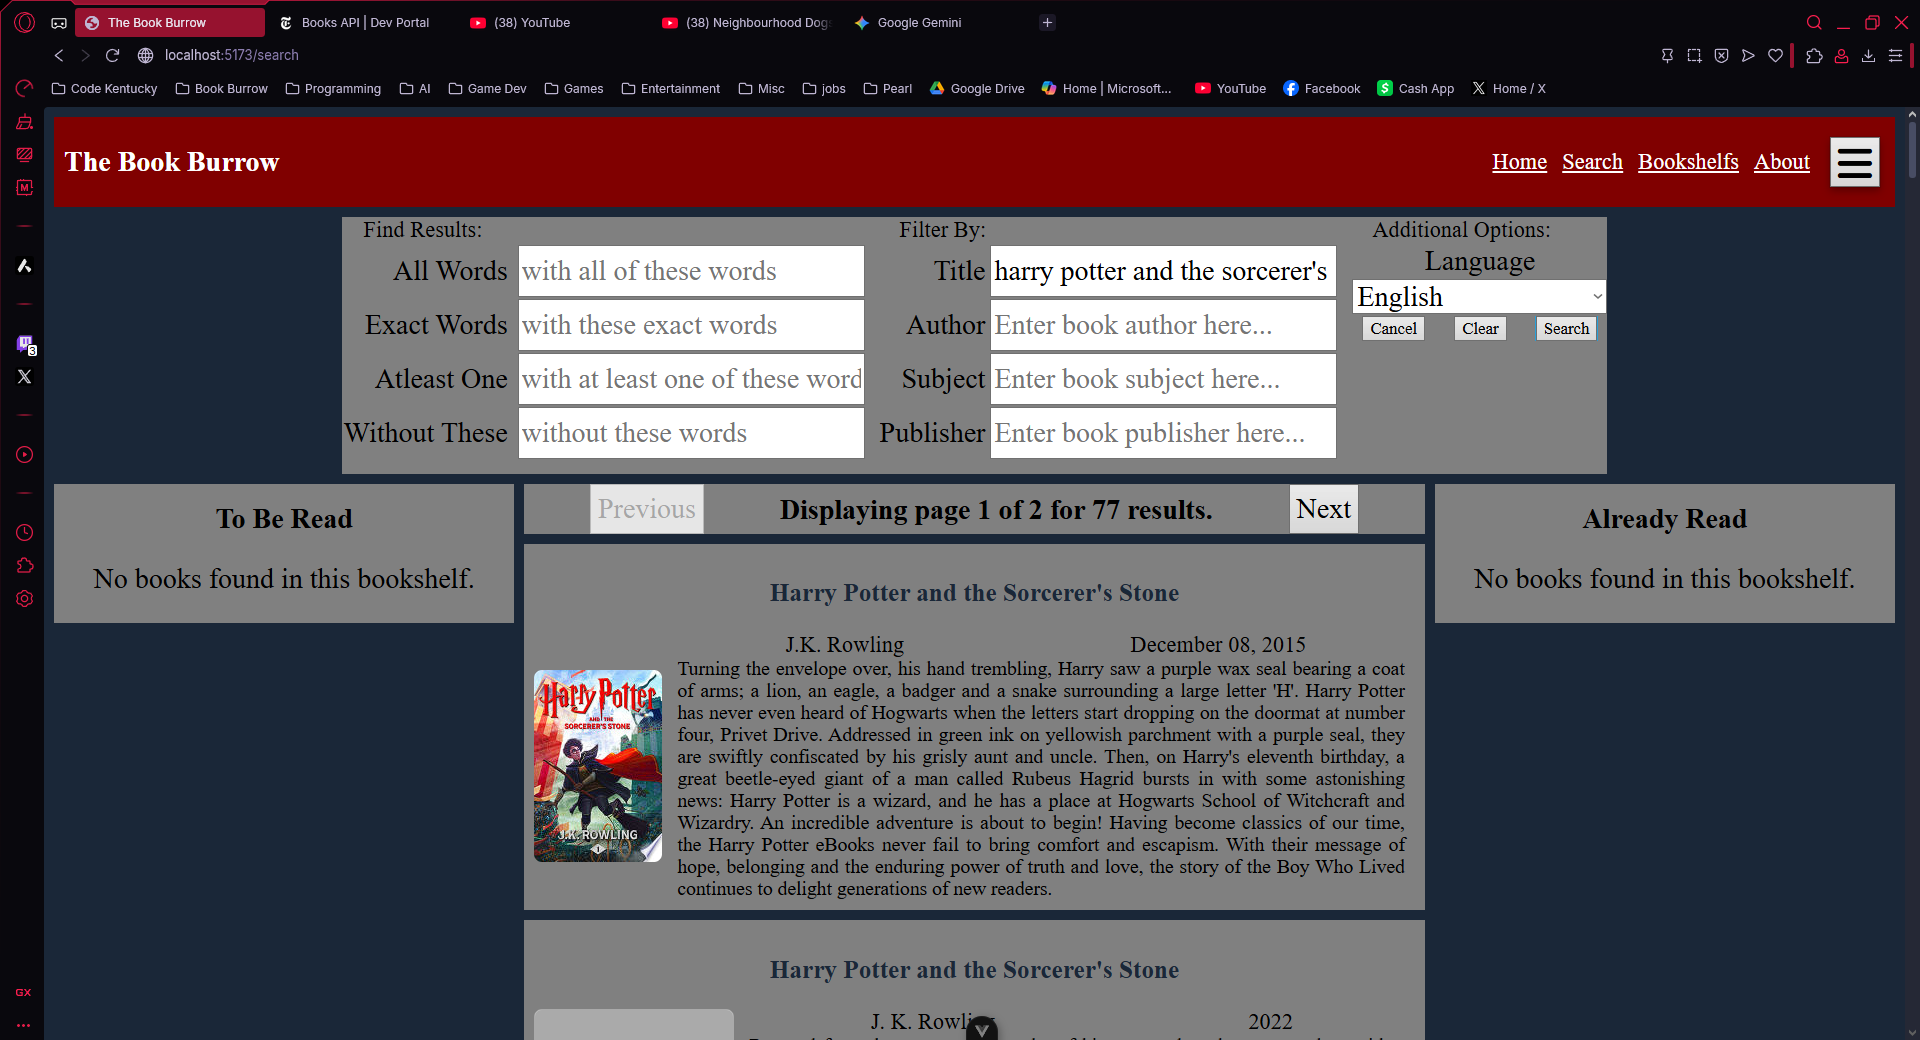 The Book Burrow
Books API | Dev Portal
(38) YouTube
(38) Neighbourhood Dogs
Google Gemini
localhost:5173/search
Code Kentucky
Book Burrow
Programming
AI
Game Dev
Games
Entertainment
Misc
jobs
Pearl
Google Drive
Home | Microsoft...
YouTube
Facebook
Cash App
Home / X
The Book Burrow
Home Search Bookshelfs About
Find Results:
All Words with all of these words
Exact Words with these exact words
Atleast One with at least one of these word
Without These without these words
Filter By:
Title harry potter and the sorcerer's
Author Enter book author here...
Subject Enter book subject here...
Publisher Enter book publisher here...
Additional Options:
Language
English
Cancel Clear Search
To Be Read
No books found in this bookshelf.
Previous Displaying page 1 of 2 for 77 results. Next
Harry Potter and the Sorcerer's Stone
J.K. Rowling December 08, 2015
Harry Potter
AND THE
SORCERER'S STONE
J.K. ROWLING
1
Turning the envelope over, his hand trembling, Harry saw a purple wax seal bearing a coat
of arms; a lion, an eagle, a badger and a snake surrounding a large letter 'H'. Harry Potter
has never even heard of Hogwarts when the letters start dropping on the doormat at number
four, Privet Drive. Addressed in green ink on yellowish parchment with a purple seal, they
are swiftly confiscated by his grisly aunt and uncle. Then, on Harry's eleventh birthday, a
great beetle-eyed giant of a man called Rubeus Hagrid bursts in with some astonishing
news: Harry Potter is a wizard, and he has a place at Hogwarts School of Witchcraft and
Wizardry. An incredible adventure is about to begin! Having become classics of our time,
the Harry Potter eBooks never fail to bring comfort and escapism. With their message of
hope, belonging and the enduring power of truth and love, the story of the Boy Who Lived
continues to delight generations of new readers.
Harry Potter and the Sorcerer's Stone
J. K. Rowli 2022
Already Read
No books found in this bookshelf.
M
3
GX